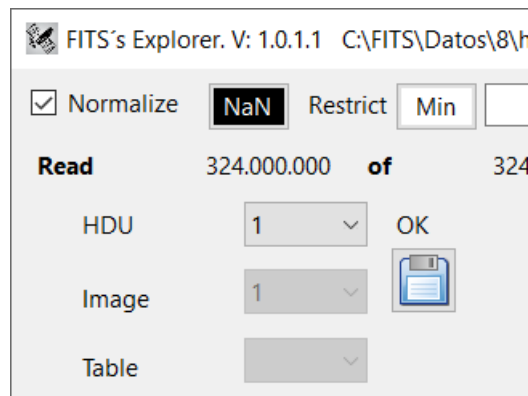 FITS´s Explorer. V: 1.0.1.1 C:\FITS\Datos\8\h
Normalize NaN Restrict Min
Read 324.000.000 of 324
HDU 1 OK
Image 1
Table